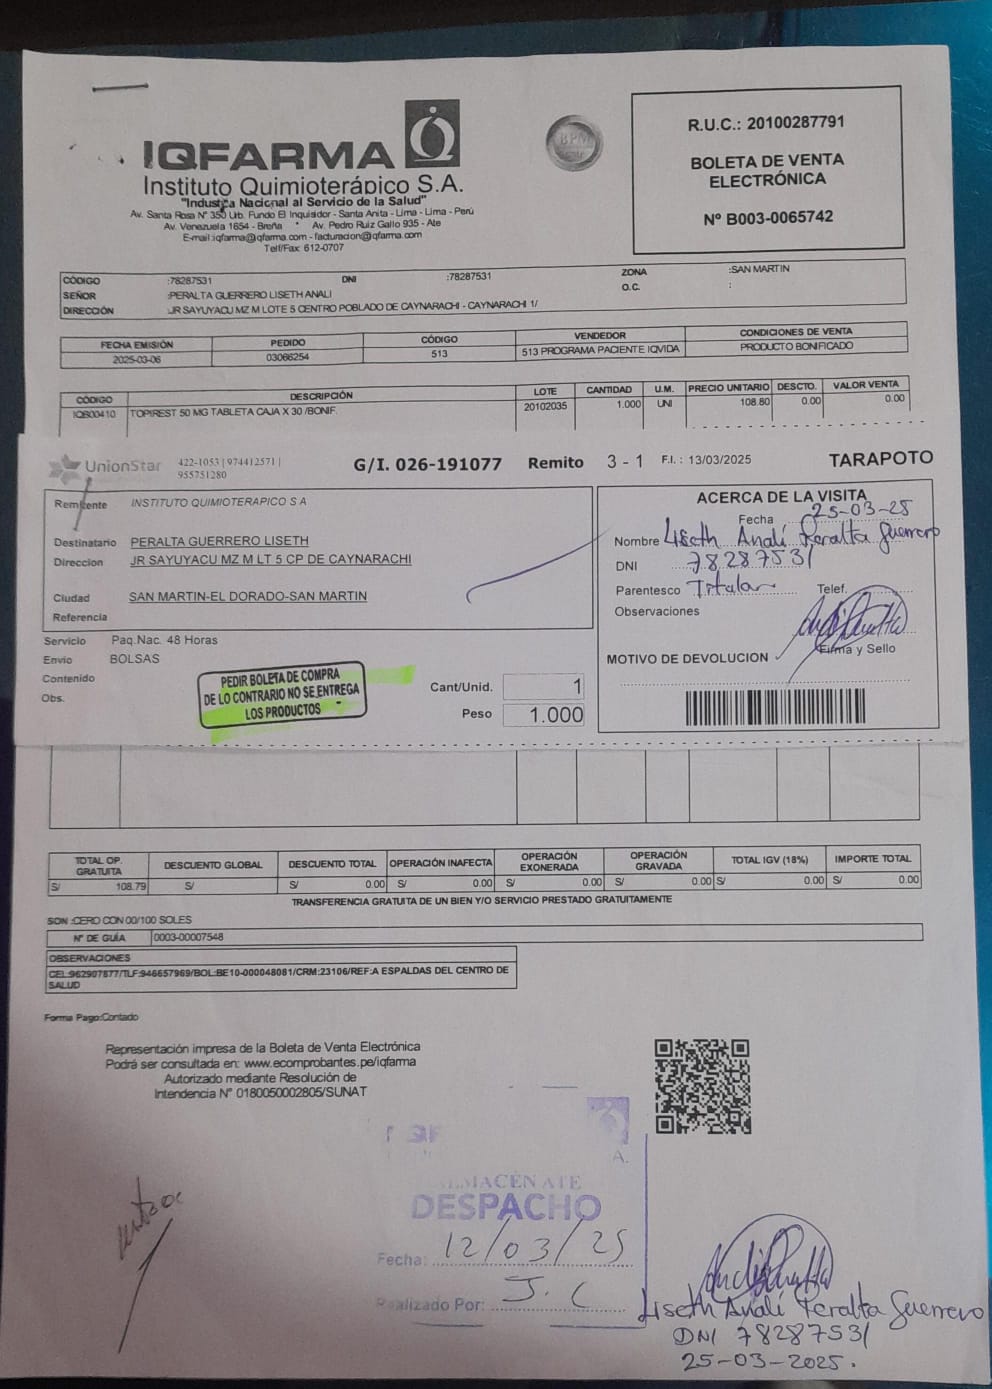 IQFARMA
Instituto Quimioterápico S.A.
"Industria Nacional al Servicio de la Salud"
Av. Santa Rosa N° 350 Urb. Fundo El Inquisidor - Santa Anita - Lima - Lima - Perú
Av. Venezuela 1654 - Breña * Av. Pedro Ruiz Gallo 935 - Ate
E-mail:iqfarma@iqfarma.com - facturacion@iqfarma.com
Telf/Fax: 612-0707
BPM
R.U.C.: 20100287791
BOLETA DE VENTA
ELECTRÓNICA
N° B003-0065742
CÓDIGO :78287531 DNI :78287531 ZONA :SAN MARTIN
SEÑOR :PERALTA GUERRERO LISETH ANALI O.C. :
DIRECCIÓN :JR SAYUYACU MZ M LOTE 5 CENTRO POBLADO DE CAYNARACHI - CAYNARACHI 1/
FECHA EMISIÓN PEDIDO CÓDIGO VENDEDOR CONDICIONES DE VENTA
2025-03-06 03066254 513 513 PROGRAMA PACIENTE IQVIDA PRODUCTO BONIFICADO
CÓDIGO DESCRIPCIÓN LOTE CANTIDAD U.M. PRECIO UNITARIO DESCTO. VALOR VENTA
IQB00410 TOPIREST 50 MG TABLETA CAJA X 30 /BONIF. 20102035 1.000 UNI 108.80 0.00 0.00
UnionStar 422-1053 | 974412571 |
955751280
G/I. 026-191077 Remito 3 - 1 F.I. : 13/03/2025 TARAPOTO
Remitente INSTITUTO QUIMIOTERAPICO S A
Destinatario PERALTA GUERRERO LISETH
Direccion JR SAYUYACU MZ M LT 5 CP DE CAYNARACHI
Ciudad SAN MARTIN-EL DORADO-SAN MARTIN
Referencia
Servicio Paq.Nac. 48 Horas
Envio BOLSAS
Contenido
Obs.
PEDIR BOLETA DE COMPRA
DE LO CONTRARIO NO SE ENTREGA
LOS PRODUCTOS
Cant/Unid. 1
Peso 1.000
ACERCA DE LA VISITA
Fecha 25-03-25
Nombre Liseth Analí Peralta Guerrero
DNI 78287531
Parentesco Titular Telef.
Observaciones
Firma y Sello
MOTIVO DE DEVOLUCION
TOTAL OP. GRATUITA DESCUENTO GLOBAL DESCUENTO TOTAL OPERACIÓN INAFECTA OPERACIÓN EXONERADA OPERACIÓN GRAVADA TOTAL IGV (18%) IMPORTE TOTAL
S/ 108.79 S/ S/ 0.00 S/ 0.00 S/ 0.00 S/ 0.00 S/ 0.00 S/ 0.00
TRANSFERENCIA GRATUITA DE UN BIEN Y/O SERVICIO PRESTADO GRATUITAMENTE
SON :CERO CON 00/100 SOLES
N° DE GUÍA 0003-00007548
OBSERVACIONES
CEL:962907877/TLF:946657969/BOL:BE10-000048081/CRM:23106/REF:A ESPALDAS DEL CENTRO DE
SALUD
Forma Pago:Contado
Representación impresa de la Boleta de Venta Electrónica
Podrá ser consultada en: www.ecomprobantes.pe/iqfarma
Autorizado mediante Resolución de
Intendencia N° 0180050002805/SUNAT
ALMACÉN ATE
DESPACHO
Fecha: 12/03/25
Realizado Por: J. C
Liseth Analí Peralta Guerrero
DNI 78287531
25-03-2025.